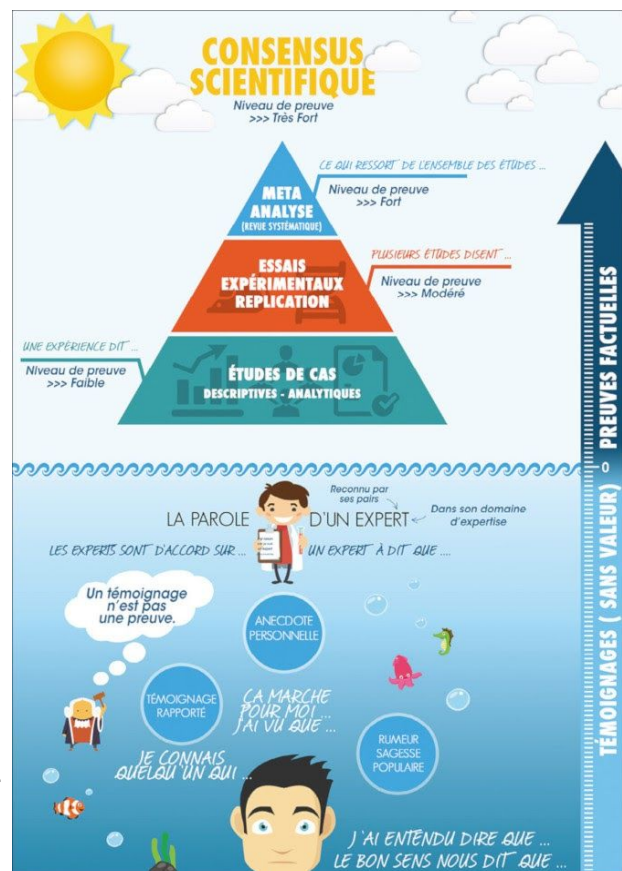 CONSENSUS
SCIENTIFIQUE
Niveau de preuve
>>> Très Fort
CE QUI RESSORT DE L'ENSEMBLE DES ÉTUDES ...
META
ANALYSE
(REVUE SYSTÉMATIQUE)
Niveau de preuve
>>> Fort
PLUSIEURS ÉTUDES DISENT ...
ESSAIS
EXPÉRIMENTAUX
REPLICATION
Niveau de preuve
>>> Modéré
UNE EXPÉRIENCE DIT ...
Niveau de preuve
>>> Faible
ÉTUDES DE CAS
DESCRIPTIVES - ANALYTIQUES
PREUVES FACTUELLES
0
TÉMOIGNAGES ( SANS VALEUR)
Reconnu par
ses pairs
LA PAROLE D'UN EXPERT
Dans son domaine
d'expertise
LES EXPERTS SONT D'ACCORD SUR ...
UN EXPERT À DIT QUE ...
Un témoignage
n'est pas
une preuve.
ANECDOTE
PERSONNELLE
TÉMOIGNAGE
RAPPORTÉ
ÇA MARCHE
POUR MOI ...
J'AI VU QUE ...
RUMEUR
SAGESSE
POPULAIRE
JE CONNAIS
QUELQU'UN QUI ...
J'AI ENTENDU DIRE QUE ...
LE BON SENS NOUS DIT QUE ...